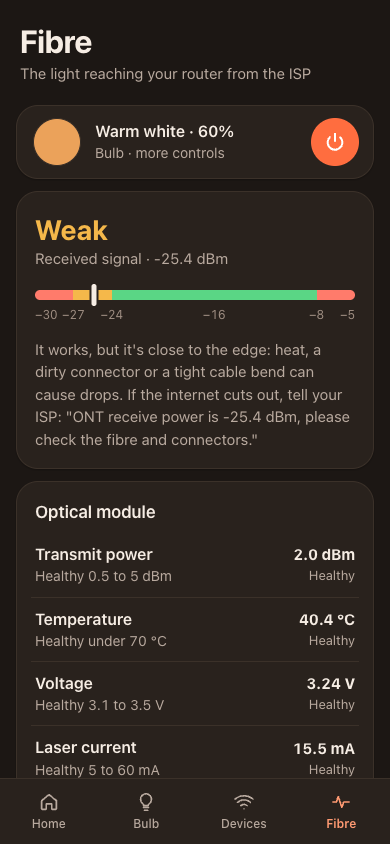 Fibre
The light reaching your router from the ISP
Warm white · 60%
Bulb · more controls
Weak
Received signal · -25.4 dBm
−30 −27 −24 −16 −8 −5
It works, but it's close to the edge: heat, a
dirty connector or a tight cable bend can
cause drops. If the internet cuts out, tell your
ISP: "ONT receive power is -25.4 dBm, please
check the fibre and connectors."
Optical module
Transmit power 2.0 dBm
Healthy 0.5 to 5 dBm Healthy
Temperature 40.4 °C
Healthy under 70 °C Healthy
Voltage 3.24 V
Healthy 3.1 to 3.5 V Healthy
Laser current 15.5 mA
Healthy 5 to 60 mA Healthy
Home Bulb Devices Fibre